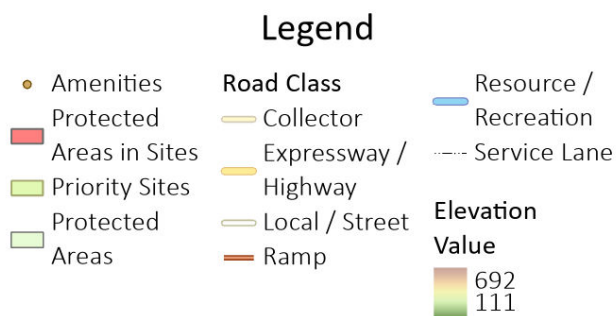 Legend
Amenities
Protected
Areas in Sites
Priority Sites
Protected
Areas
Road Class
Collector
Expressway /
Highway
Local / Street
Ramp
Resource /
Recreation
Service Lane
Elevation
Value
692
111